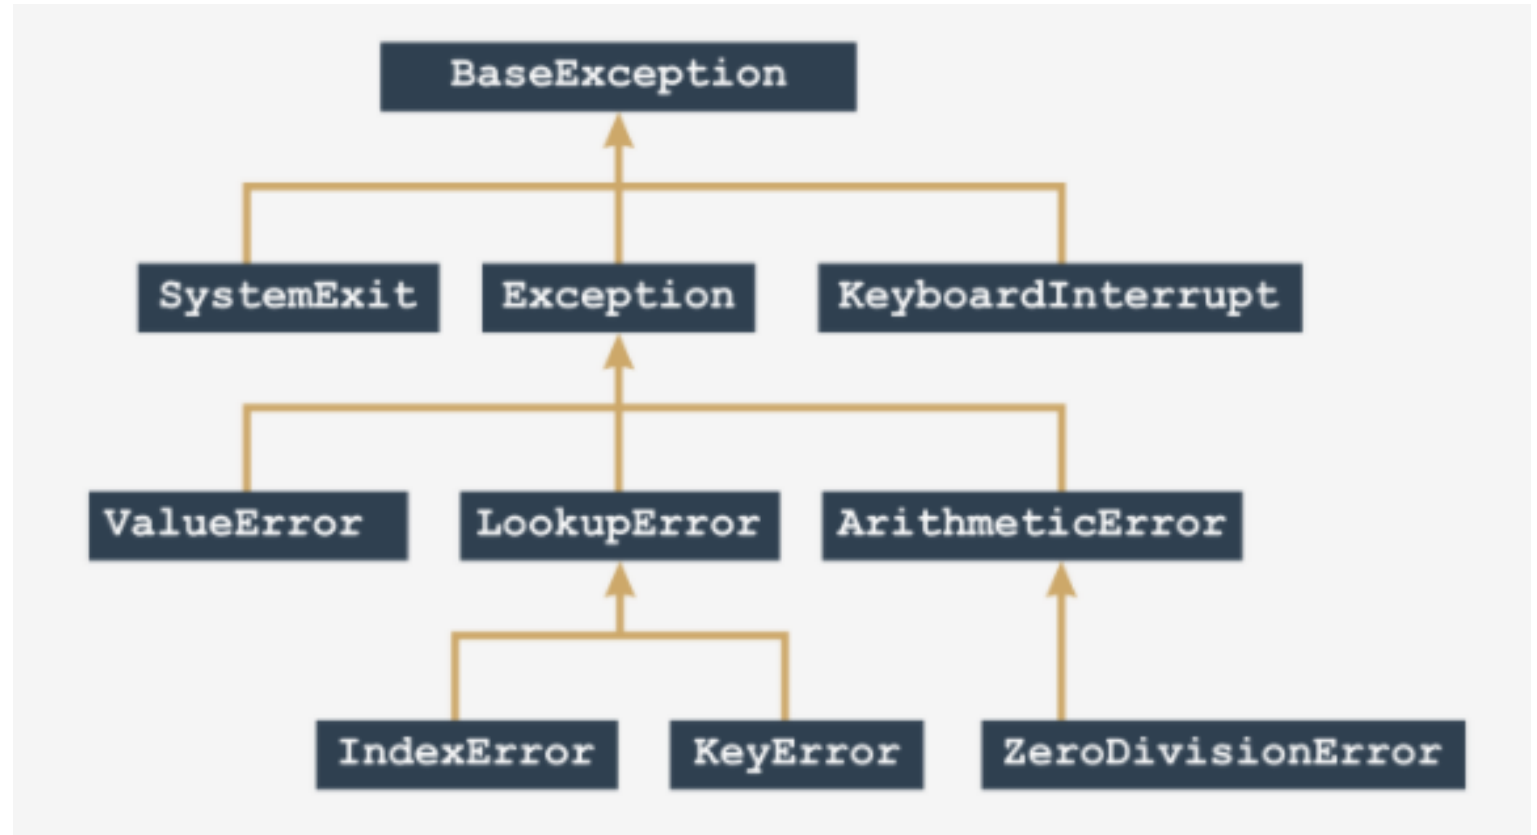 BaseException
SystemExit
Exception
KeyboardInterrupt
ValueError
LookupError
ArithmeticError
IndexError
KeyError
ZeroDivisionError